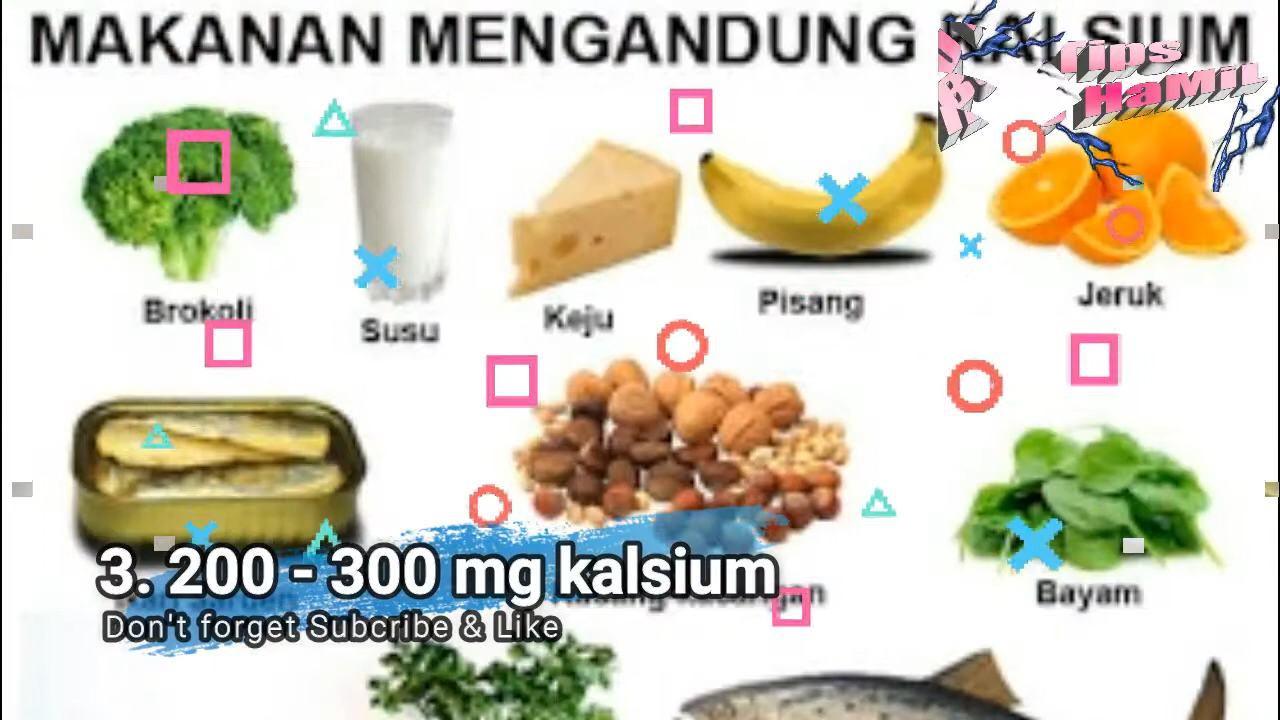 MAKANAN MENGANDUNG KALSIUM
Tips
HaMiL
Brokoli
Susu
Keju
Pisang
Jeruk
Bayam
3. 200 - 300 mg kalsium
Don't forget Subcribe & Like